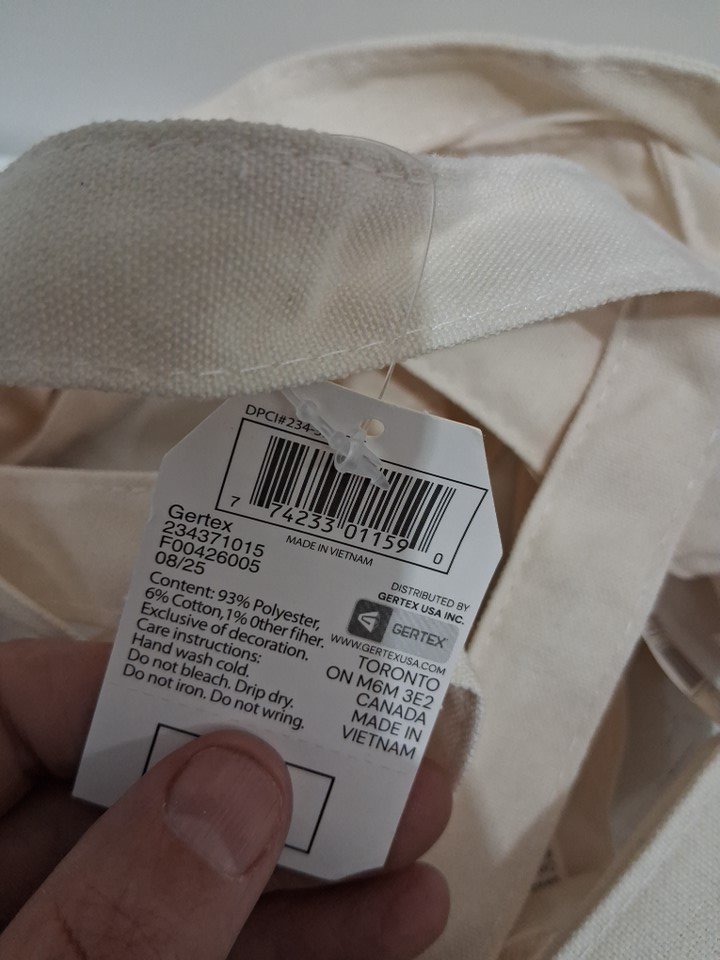 DPCI#234-
7 74233 01159 0
MADE IN VIETNAM
Gertex
234371015
F00426005
08/25
Content: 93% Polyester,
6% Cotton,1% Other fiher.
Exclusive of decoration.
Care instructions:
Hand wash cold.
Do not bleach. Drip dry.
Do not iron. Do not wring.
DISTRIBUTED BY
GERTEX USA INC.
GERTEX
WWW.GERTEXUSA.COM
TORONTO
ON M6M 3E2
CANADA
MADE IN
VIETNAM